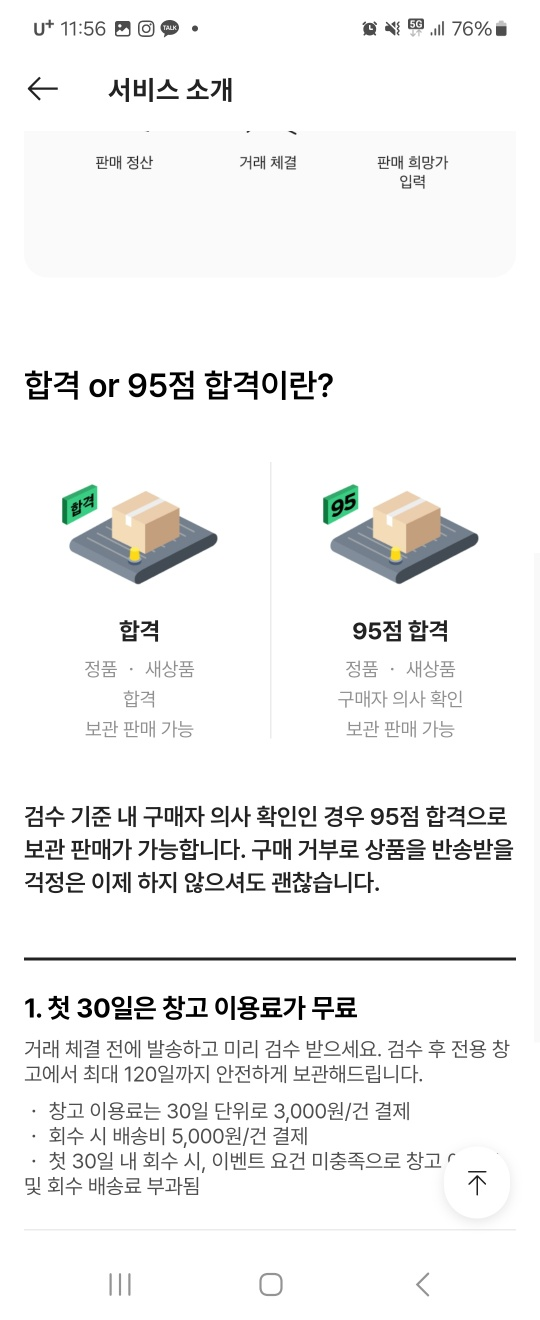 U+ 11:56 TALK 5G 76%
서비스 소개
판매 정산 거래 체결 판매 희망가
입력
합격 or 95점 합격이란?
합격 95
합격 95점 합격
정품 · 새상품 정품 · 새상품
합격 구매자 의사 확인
보관 판매 가능 보관 판매 가능
검수 기준 내 구매자 의사 확인인 경우 95점 합격으로
보관 판매가 가능합니다. 구매 거부로 상품을 반송받을
걱정은 이제 하지 않으셔도 괜찮습니다.
1. 첫 30일은 창고 이용료가 무료
거래 체결 전에 발송하고 미리 검수 받으세요. 검수 후 전용 창
고에서 최대 120일까지 안전하게 보관해드립니다.
· 창고 이용료는 30일 단위로 3,000원/건 결제
· 회수 시 배송비 5,000원/건 결제
· 첫 30일 내 회수 시, 이벤트 요건 미충족으로 창고
및 회수 배송료 부과됨